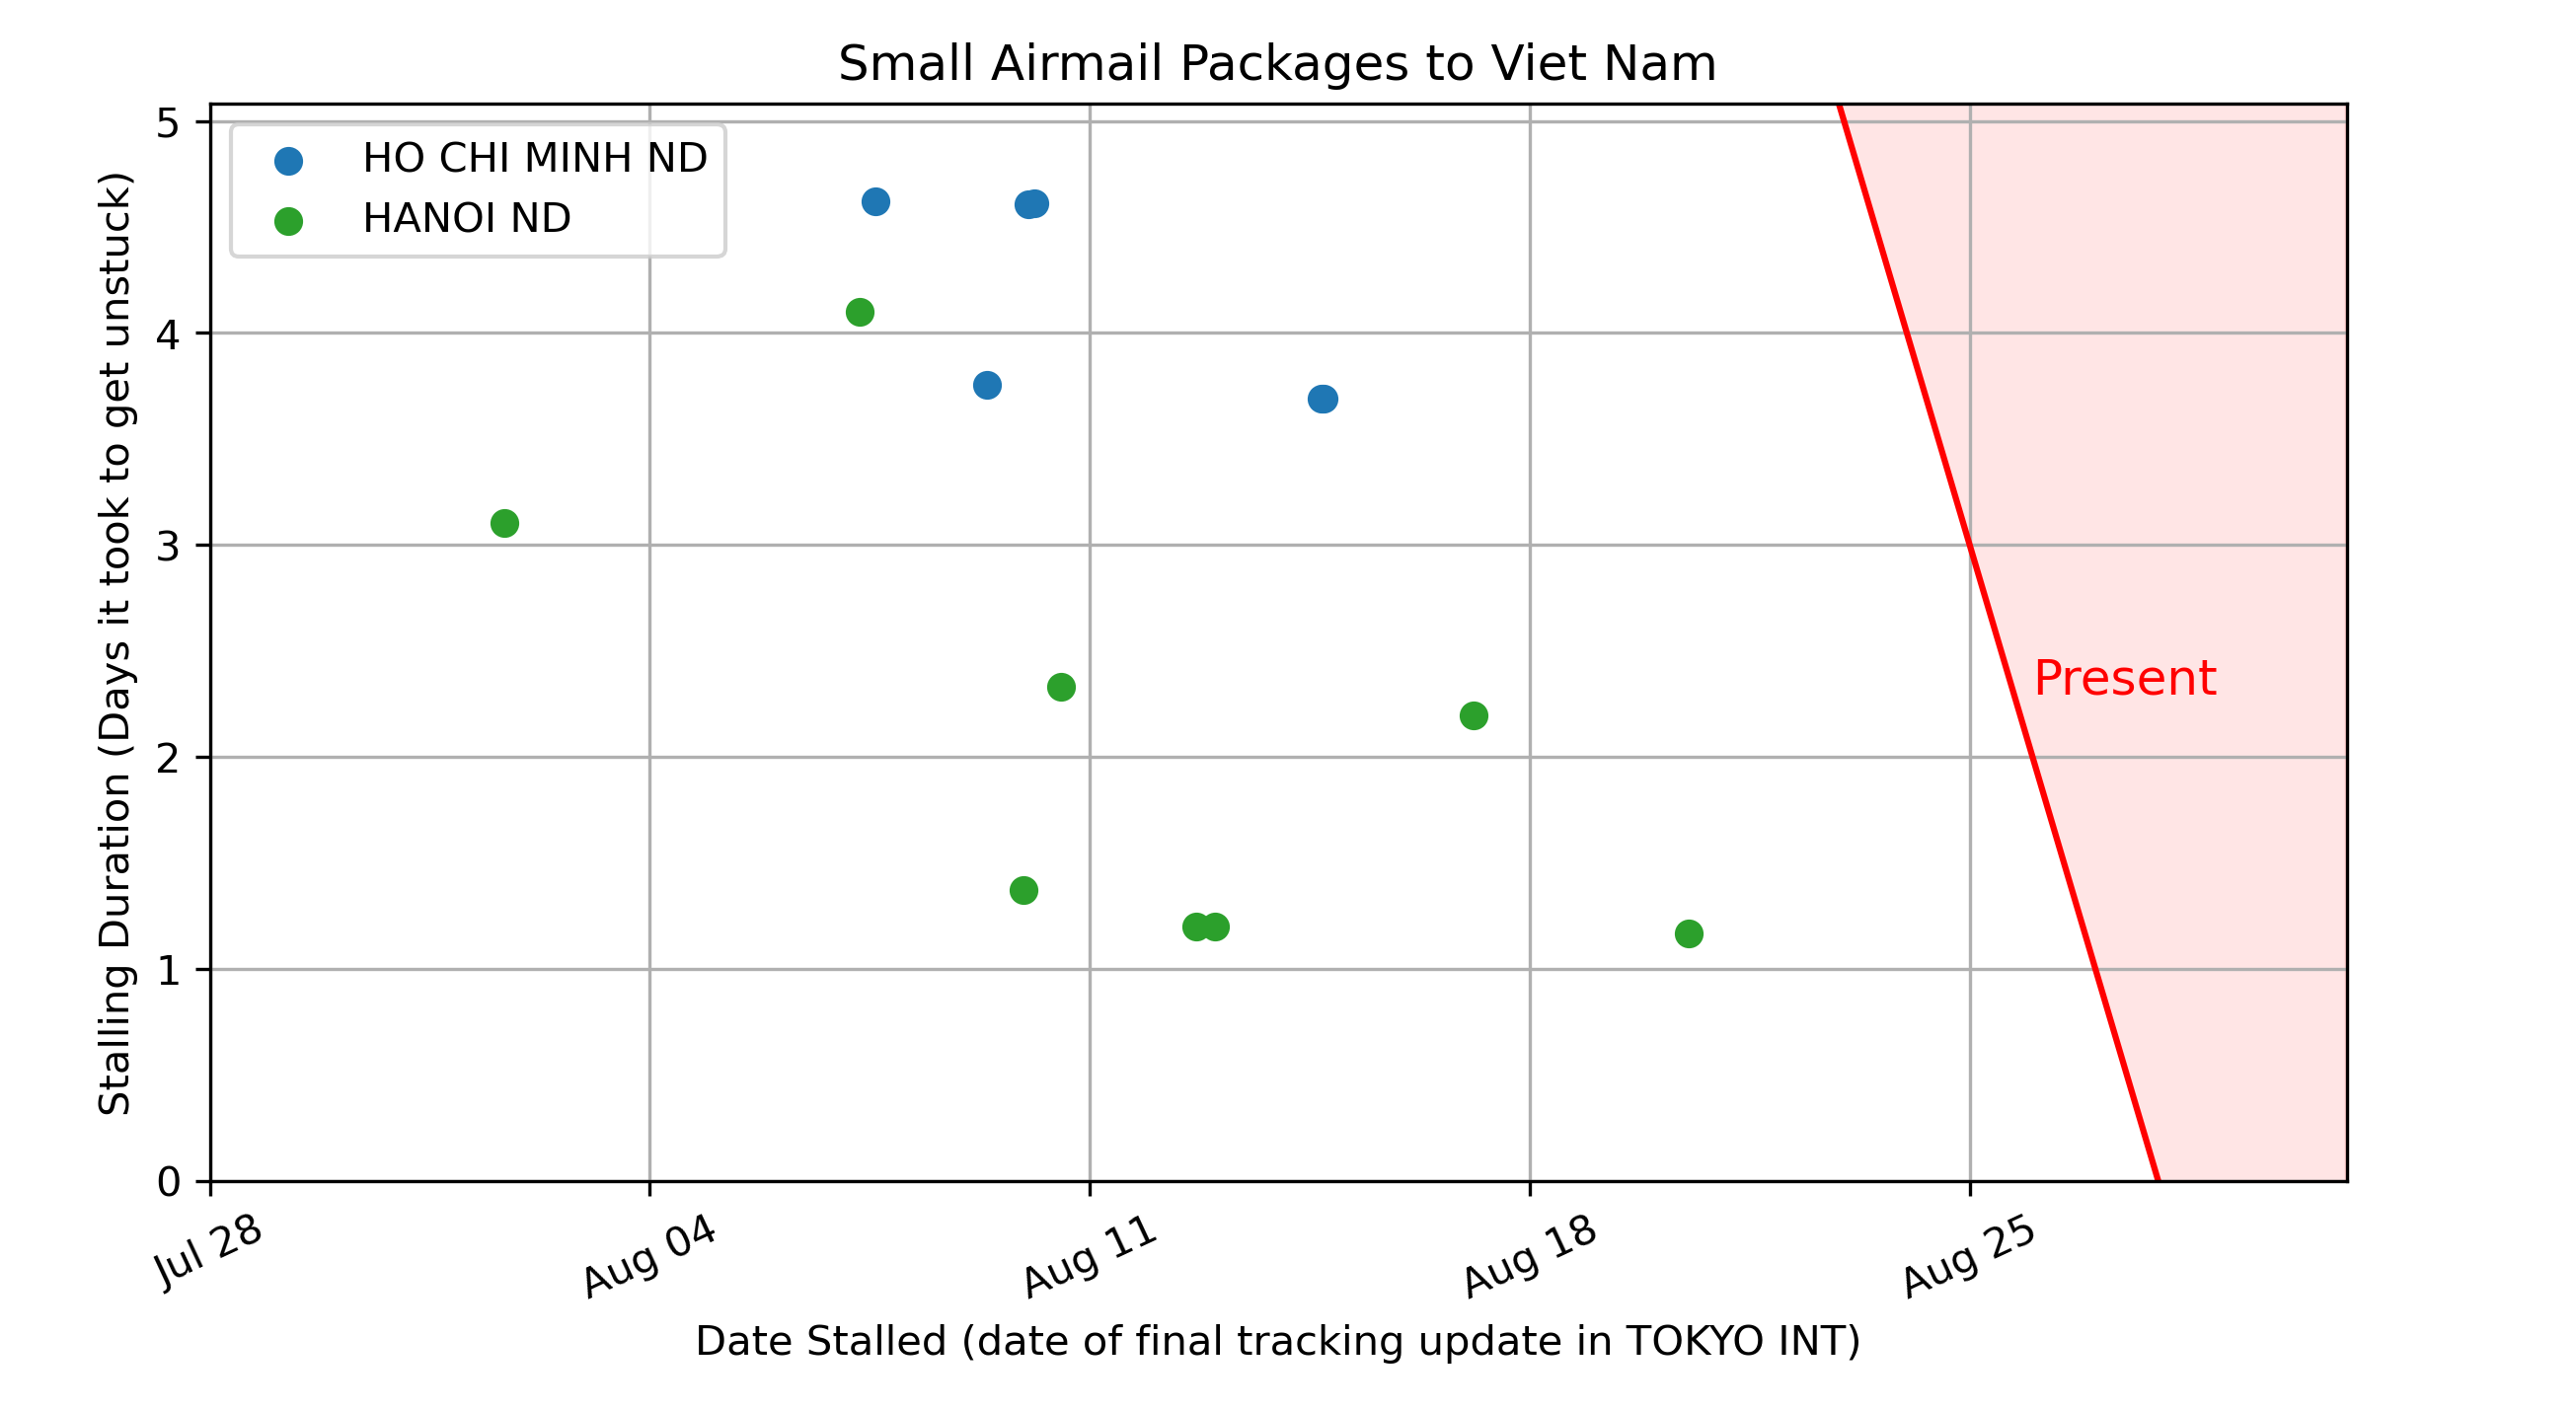 Small Airmail Packages to Viet Nam
5
HO CHI MINH ND
HANOI ND
4
3
2
1
0
Stalling Duration (Days it took to get unstuck)
Present
Jul 28
Aug 04
Aug 11
Aug 18
Aug 25
Date Stalled (date of final tracking update in TOKYO INT)